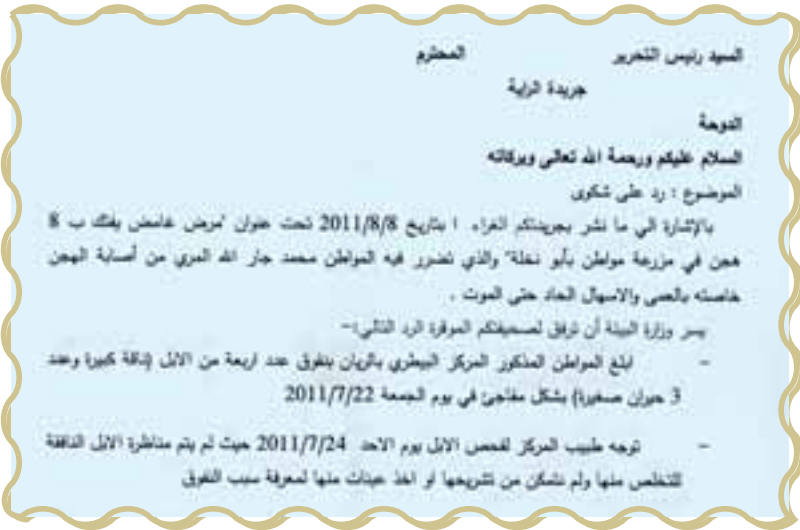 السيد رئيس التحرير المحترم
جريدة الراية
الدوحة
السلام عليكم ورحمة الله تعالى وبركاته
الموضوع : رد على شكوى
بالإشارة الي ما نشر بجريدتكم الغراء ا بتاريخ 2011/8/8 تحت عنوان "مرض غامض يفتك ب 8
هجن في مزرعة مواطن بأبو نخلة" والذي تضرر فيه المواطن محمد جار الله المري من أصابة الهجن
خاصته بالعمى والاسهال الحاد حتى الموت .
يسر وزارة البيئة أن ترفق لصحيفتكم الموقرة الرد التالي:-
- ابلغ المواطن المذكور المركز البيطري بالريان بنفوق عدد اربعة من الابل (ناقة كبيرة وعدد
3 حيران صغيرة) بشكل مفاجئ في يوم الجمعة 2011/7/22
- توجه طبيب المركز لفحص الابل يوم الاحد 2011/7/24 حيث لم يتم مناظرة الابل النافقة
للتخلص منها ولم نتمكن من تشريحها او اخذ عينات منها لمعرفة سبب النفوق